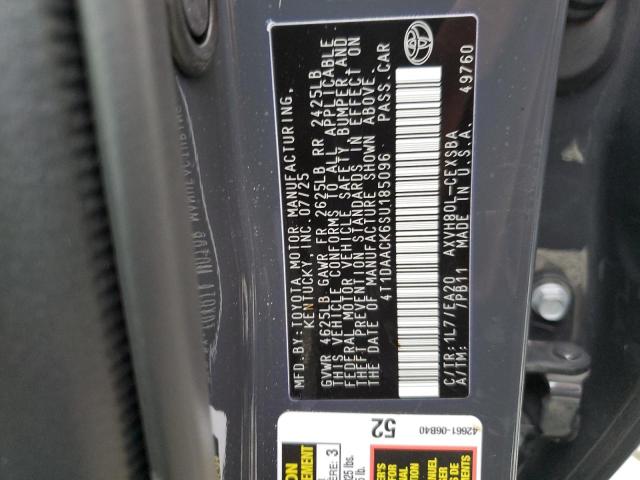 MFD.BY:TOYOTA MOTOR MANUFACTURING,
KENTUCKY, INC. 07/25
GVWR 4625LB GAWR FR 2625LB RR 2425LB
THIS VEHICLE CONFORMS TO ALL APPLICABLE
FEDERAL MOTOR VEHICLE SAFETY, BUMPER, AND
THEFT PREVENTION STANDARDS IN EFFECT ON
DATE OF MANUFACTURE SHOWN ABOVE.
4T1DAACK6SU185096 PASS.CAR
C/TR:1L7/EA20 AXVH80L-CEXSBA
A/TM: 7PB11 MADE IN U.S.A. 49760
52
42661-06B40